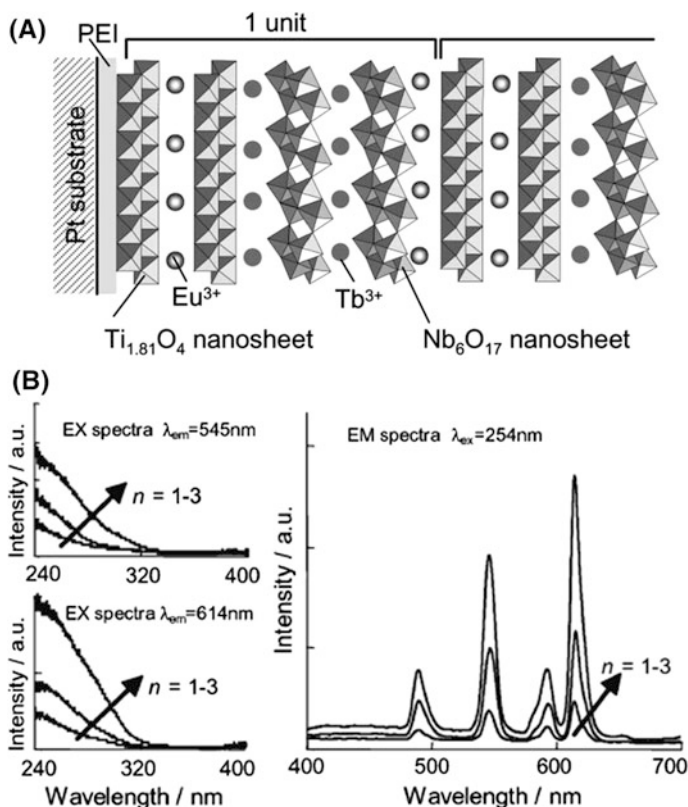 (A)
PEI
1 unit
Pt substrate
Eu³⁺
Tb³⁺
Ti₁.₈₁O₄ nanosheet
Nb₆O₁₇ nanosheet
(B)
EX spectra λem=545nm
n = 1-3
Intensity / a.u.
240
320
400
EX spectra λem=614nm
n = 1-3
Intensity / a.u.
240
320
400
Wavelength / nm
EM spectra λex=254nm
n = 1-3
Intensity / a.u.
400
500
600
700
Wavelength / nm